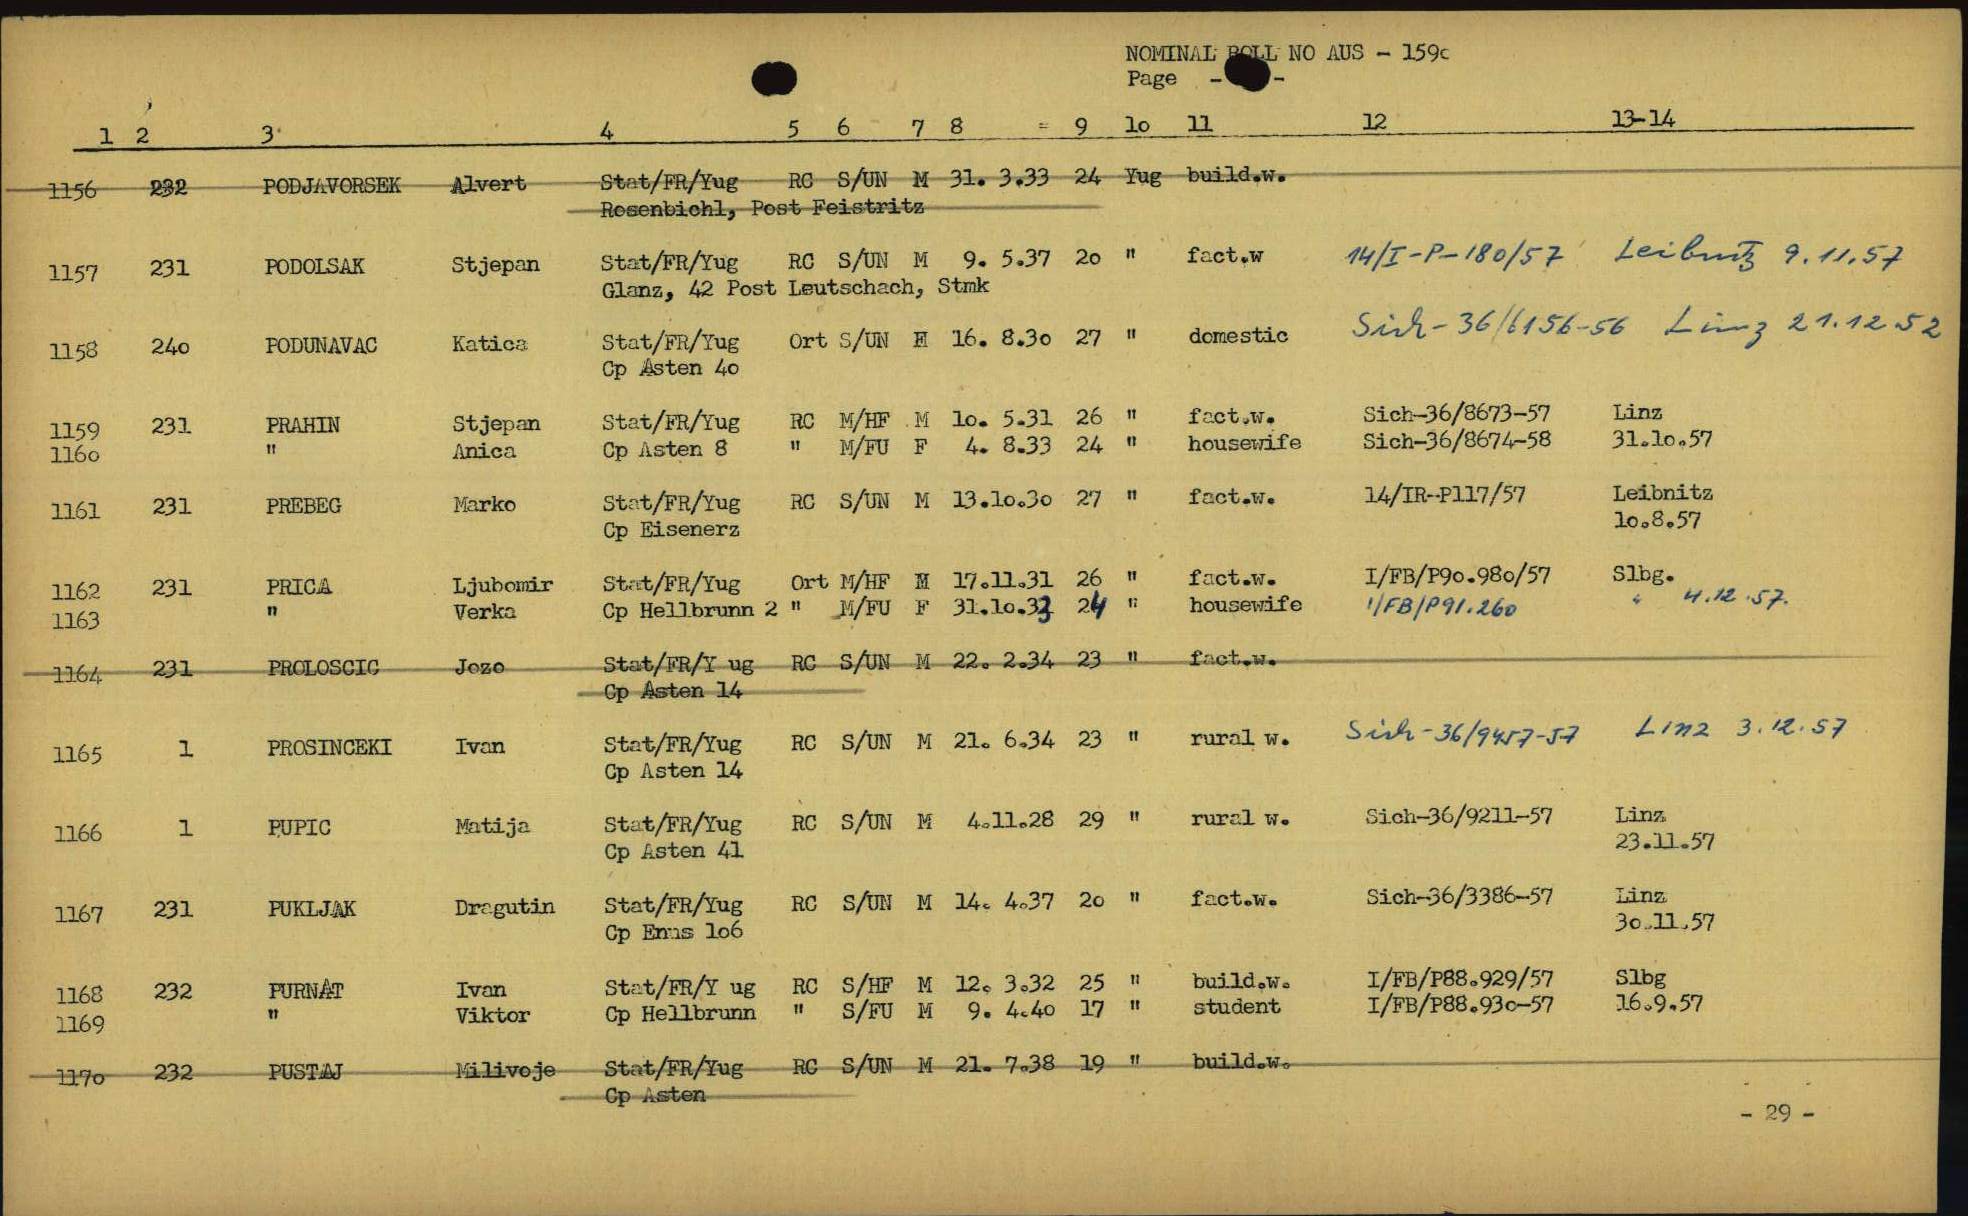 NOMINAL ROLL NO AUS - 159c
Page - -
1 2 3 4 5 6 7 8 = 9 lo 11 12 13-14
1156 232 PODJAVORSEK Alvert Stat/FR/Yug RC S/UN M 31. 3.33 24 Yug build.w.
Rosenbichl, Post Feistritz
1157 231 PODOLSAK Stjepan Stat/FR/Yug RC S/UN M 9. 5.37 2o " fact.w 14/I-P-180/57 Leibnitz 9.11.57
Glanz, 42 Post Leutschach, Stmk
1158 24o PODUNAVAC Katica Stat/FR/Yug Ort S/UN F 16. 8.3o 27 " domestic Sich-36/6156-56 Linz 21.12.52
Cp Asten 4o
1159 231 PRAHIN Stjepan Stat/FR/Yug RC M/HF M lo. 5.31 26 " fact.w. Sich-36/8673-57 Linz
116o " Anica Cp Asten 8 " M/FU F 4. 8.33 24 " housewife Sich-36/8674-58 31.1o.57
1161 231 PREBEG Marko Stat/FR/Yug RC S/UN M 13.1o.3o 27 " fact.w. 14/IR-P117/57 Leibnitz
Cp Eisenerz 1o.8.57
1162 231 PRICA Ljubomir Stat/FR/Yug Ort M/HF M 17.11.31 26 " fact.w. I/FB/P9o.98o/57 Slbg.
1163 " Verka Cp Hellbrunn 2 " M/FU F 31.1o.33 24 " housewife I/FB/P91.260 " 4.12.57.
1164 231 PROLOSCIC Jozo Stat/FR/Y ug RC S/UN M 22. 2.34 23 " fact.w.
Cp Asten 14
1165 1 PROSINCEKI Ivan Stat/FR/Yug RC S/UN M 21. 6.34 23 " rural w. Sich-36/9457-57 Linz 3.12.57
Cp Asten 14
1166 1 PUPIC Matija Stat/FR/Yug RC S/UN M 4.11.28 29 " rural w. Sich-36/9211-57 Linz
Cp Asten 41 23.11.57
1167 231 PUKLJAK Dragutin Stat/FR/Yug RC S/UN M 14. 4.37 2o " fact.w. Sich-36/3386-57 Linz
Cp Enns 1o6 3o.11.57
1168 232 PURNAT Ivan Stat/FR/Y ug RC S/HF M 12. 3.32 25 " build.w. I/FB/P88.929/57 Slbg
1169 " Viktor Cp Hellbrunn " S/FU M 9. 4.4o 17 " student I/FB/P88.93o-57 16.9.57
117o 232 PUSTAJ Milivoje Stat/FR/Yug RC S/UN M 21. 7.38 19 " build.w.
Cp Asten
- 29 -